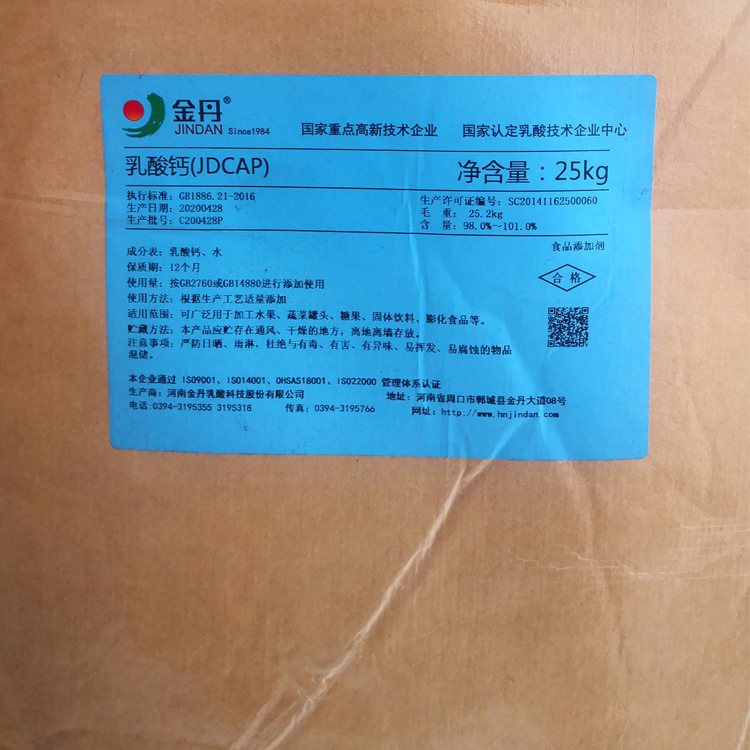 金丹®
JINDAN Since1984
国家重点高新技术企业 国家认定乳酸技术企业中心
乳酸钙(JDCAP) 净含量：25kg
执行标准：GB1886.21-2016
生产日期：20200428
生产批号：C200428P
生产许可证编号：SC20141162500060
毛 重： 25.2kg
含 量：98.0%～101.0%
食品添加剂
合格
成分表：乳酸钙、水
保质期：12个月
使用量：按GB2760或GB14880进行添加使用
使用方法：根据生产工艺适量添加
适用范围：可广泛用于加工水果、蔬菜罐头、糖果、固体饮料、膨化食品等。
贮藏方法：本产品应贮存在通风、干燥的地方，离地离墙存放。
注意事项：严防日晒、雨淋，杜绝与有毒、有害、有异味、易挥发、易腐蚀的物品
混储。
本企业通过 ISO9001、ISO14001、OHSAS18001、ISO22000 管理体系认证
生产商：河南金丹乳酸科技股份有限公司 地址：河南省周口市郸城县金丹大道08号
电话：0394-3195355 3195318 传真：0394-3195766 网址：http://www.hnjindan.com/